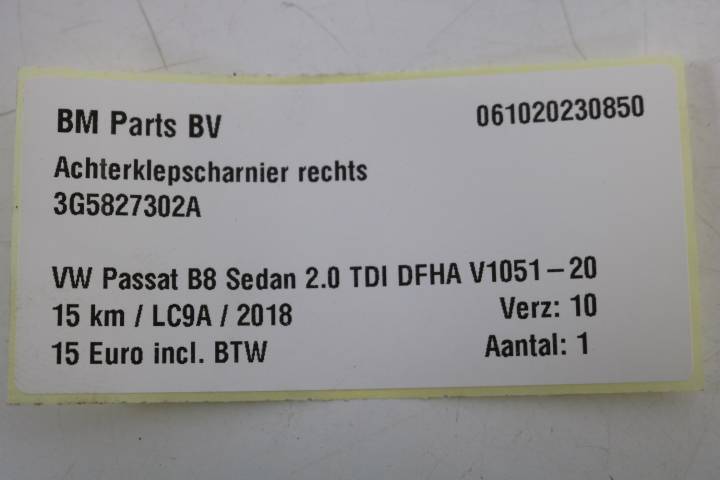 BM Parts BV 061020230850
Achterklepscharnier rechts
3G5827302A
VW Passat B8 Sedan 2.0 TDI DFHA V1051-20
15 km / LC9A / 2018 Verz: 10
15 Euro incl. BTW Aantal: 1